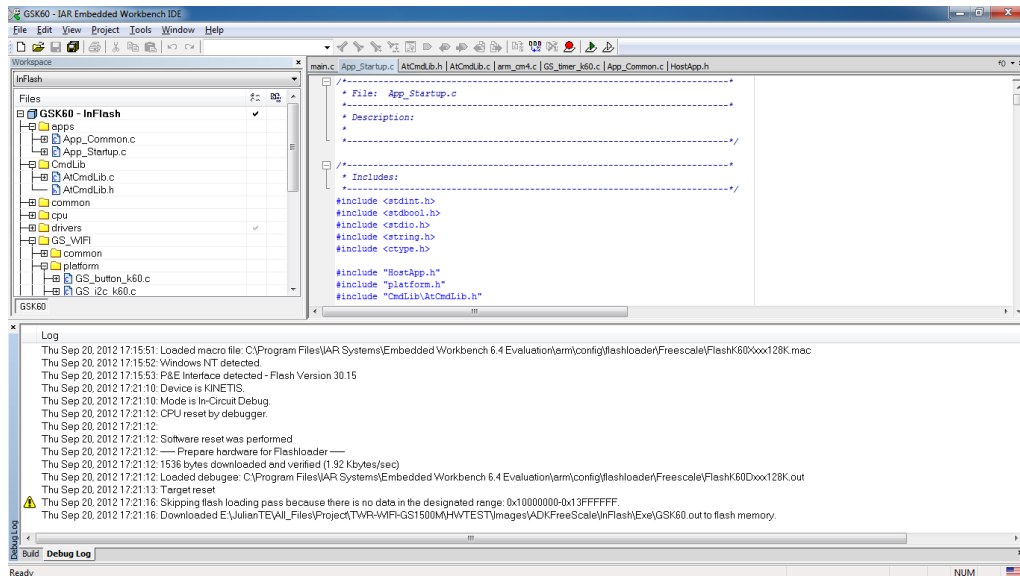 GSK60 - IAR Embedded Workbench IDE
File Edit View Project Tools Window Help
Workspace
main.c App_Startup.c AtCmdLib.h | AtCmdLib.c | arm_cm4.c | GS_timer_k60.c | App_Common.c | HostApp.h
f()
InFlash
Files
GSK60 - InFlash
apps
App_Common.c
App_Startup.c
CmdLib
AtCmdLib.c
AtCmdLib.h
common
cpu
drivers
GS_WIFI
common
platform
GS_button_k60.c
GS_i2c_k60.c
GSK60
/*---------------------------------------------------------------------------*
* File: App_Startup.c
*---------------------------------------------------------------------------*
* Description:
*
*---------------------------------------------------------------------------*/
/*---------------------------------------------------------------------------*
* Includes:
*---------------------------------------------------------------------------*/
#include <stdint.h>
#include <stdbool.h>
#include <stdio.h>
#include <string.h>
#include <ctype.h>
#include "HostApp.h"
#include "platform.h"
#include "CmdLib\AtCmdLib.h"
Log
Thu Sep 20, 2012 17:15:51: Loaded macro file: C:\Program Files\IAR Systems\Embedded Workbench 6.4 Evaluation\arm\config\flashloader\Freescale\FlashK60Xxxx128K.mac
Thu Sep 20, 2012 17:15:52: Windows NT detected.
Thu Sep 20, 2012 17:15:53: P&E Interface detected - Flash Version 30.15
Thu Sep 20, 2012 17:21:10: Device is KINETIS.
Thu Sep 20, 2012 17:21:10: Mode is In-Circuit Debug.
Thu Sep 20, 2012 17:21:12: CPU reset by debugger.
Thu Sep 20, 2012 17:21:12:
Thu Sep 20, 2012 17:21:12: Software reset was performed
Thu Sep 20, 2012 17:21:12: ---- Prepare hardware for Flashloader ----
Thu Sep 20, 2012 17:21:12: 1536 bytes downloaded and verified (1.92 Kbytes/sec)
Thu Sep 20, 2012 17:21:12: Loaded debugee: C:\Program Files\IAR Systems\Embedded Workbench 6.4 Evaluation\arm\config\flashloader\Freescale\FlashK60Dxxx128K.out
Thu Sep 20, 2012 17:21:13: Target reset
Thu Sep 20, 2012 17:21:16: Skipping flash loading pass because there is no data in the designated range: 0x10000000-0x13FFFFFF.
Thu Sep 20, 2012 17:21:16: Downloaded E:\JulianTE\All_Files\Project\TWR-WIFI-GS1500M\HWTEST\Images\ADKFreeScale\InFlash\Exe\GSK60.out to flash memory.
Debug Log
Build Debug Log
Ready
NUM